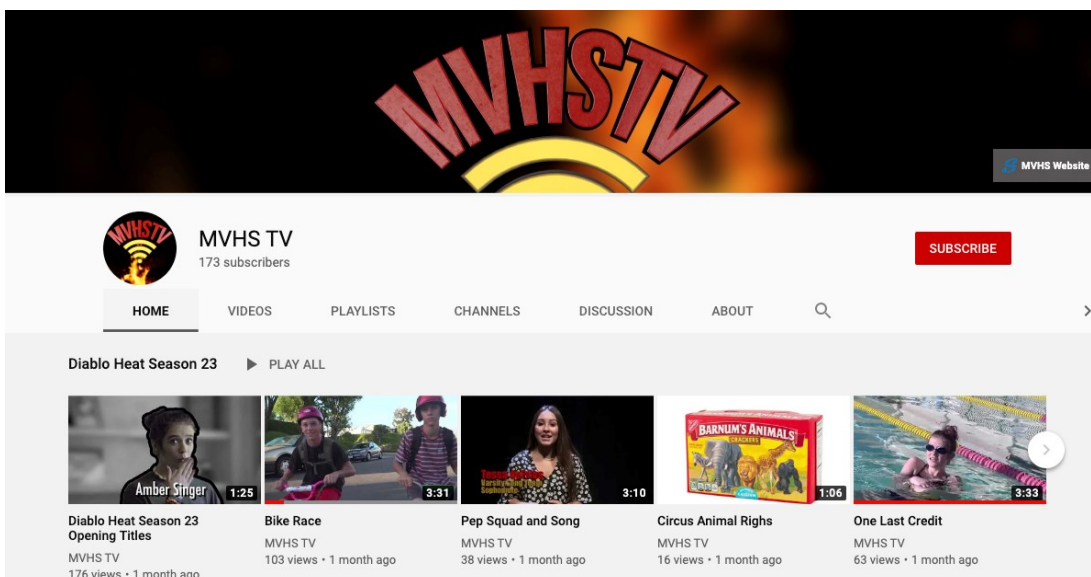 MVHSTV
MVHS Website
MVHSTV
MVHS TV
173 subscribers
SUBSCRIBE
HOME VIDEOS PLAYLISTS CHANNELS DISCUSSION ABOUT
Diablo Heat Season 23 PLAY ALL
Amber Singer 1:25
3:31
Varsity Song
Sophomore
3:10
BARNUM'S ANIMALS
CRACKERS
1:06
3:33
Diablo Heat Season 23
Opening Titles
MVHS TV
176 views • 1 month ago
Bike Race
MVHS TV
103 views • 1 month ago
Pep Squad and Song
MVHS TV
38 views • 1 month ago
Circus Animal Righs
MVHS TV
16 views • 1 month ago
One Last Credit
MVHS TV
63 views • 1 month ago